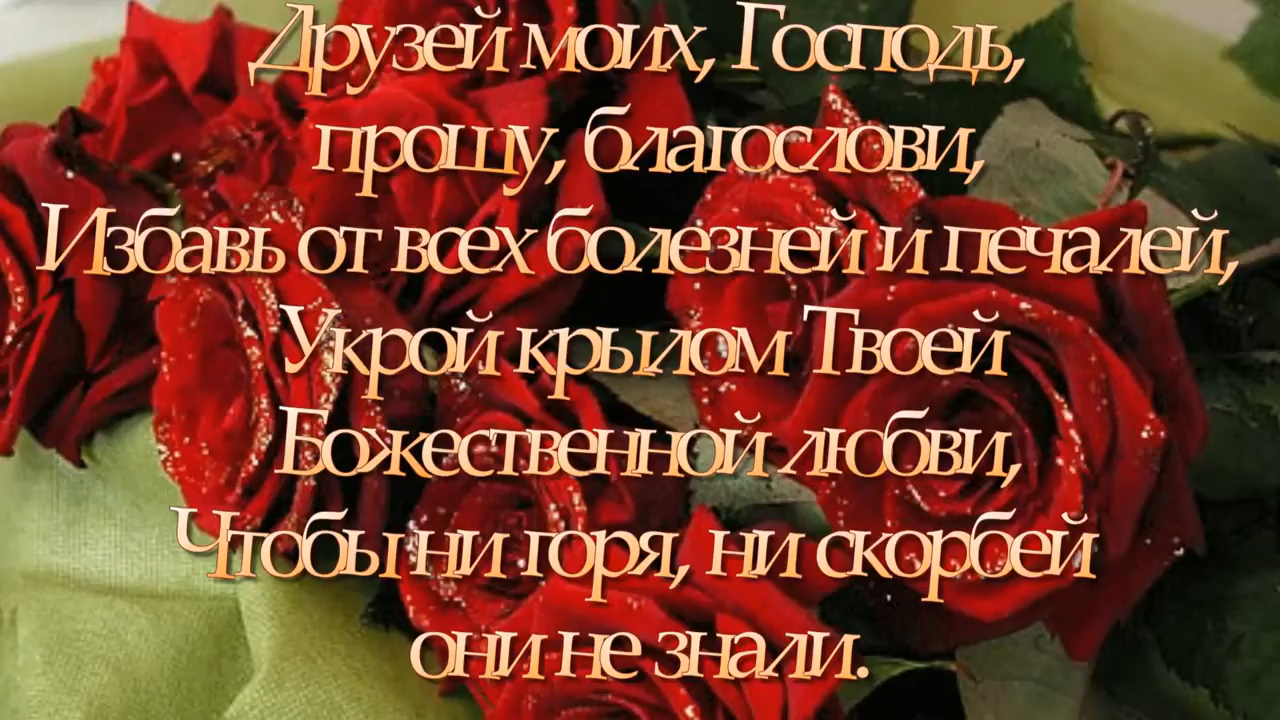 Друзей моих, Господь,
прошу, благослови,
Избавь от всех болезней и печалей,
Укрой крылом Твоей
Божественной любви,
Чтобы ни горя, ни скорбей
они не знали.